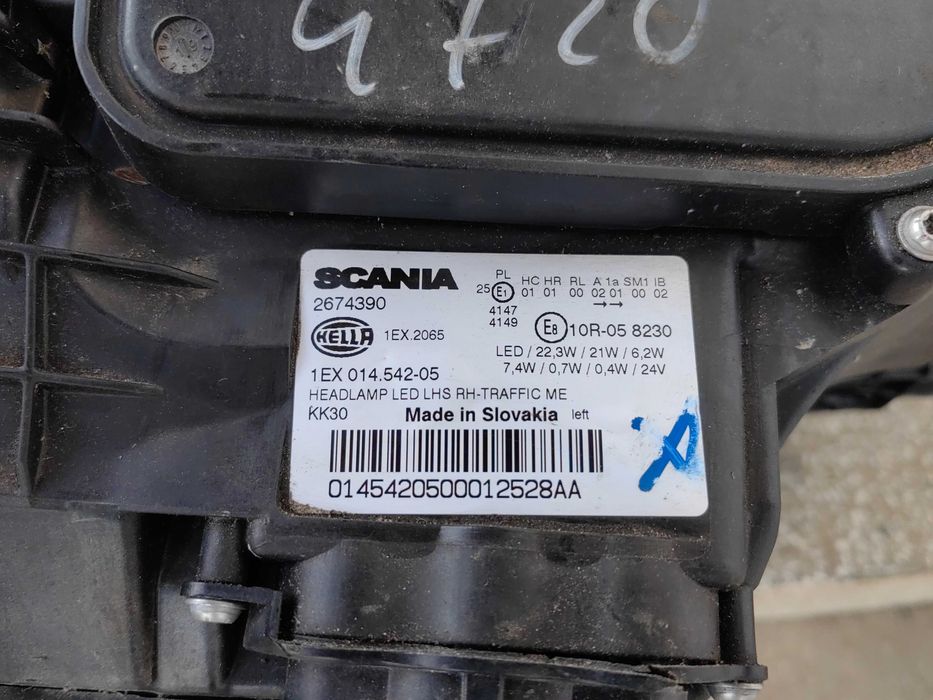 4720
SCANIA
2674390
HELLA
1EX.2065
PL HC HR RL A 1a SM1 IB
25 E1 01 01 00 02 01 00 02
→→
4147
4149
E8 10R-05 8230
LED / 22,3W / 21W / 6,2W
7,4W / 0,7W / 0,4W / 24V
1EX 014.542-05
HEADLAMP LED LHS RH-TRAFFIC ME
KK30 Made in Slovakia left
0145420500012528AA